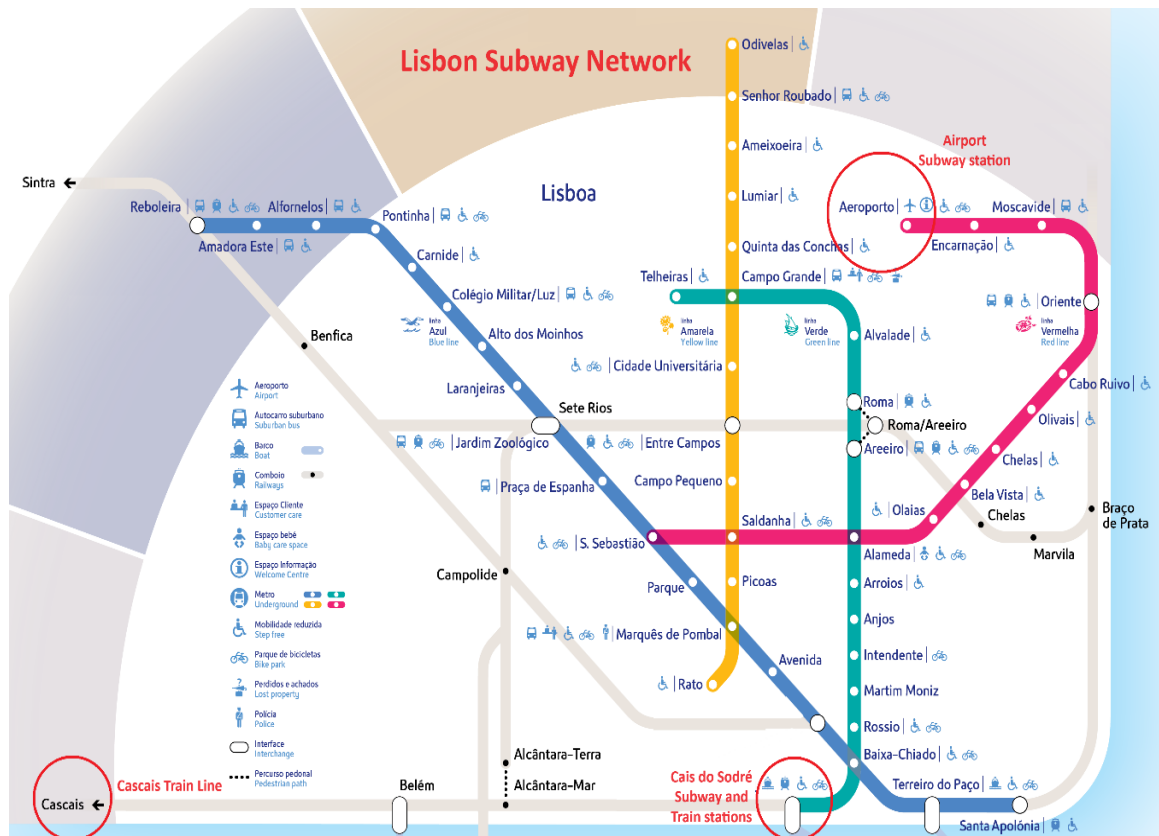 Lisbon Subway Network
Odivelas
Senhor Roubado
Ameixoeira
Lumiar
Quinta das Conchas
Campo Grande
Telheiras
Lisboa
Airport
Subway station
Aeroporto
Encarnação
Moscavide
Oriente
Sintra
Reboleira
Amadora Este
Alfornelos
Pontinha
Carnide
Colégio Militar/Luz
Alto dos Moinhos
Laranjeiras
Benfica
linha
Azul
Blue line
linha
Amarela
Yellow line
linha
Verde
Green line
linha
Vermelha
Red line
Alvalade
Cidade Universitária
Cabo Ruivo
Olivais
Sete Rios
Roma
Roma/Areeiro
Jardim Zoológico
Entre Campos
Areeiro
Chelas
Bela Vista
Praça de Espanha
Campo Pequeno
Olaias
Chelas
Braço
de Prata
Marvila
Saldanha
S. Sebastião
Alameda
Campolide
Parque
Picoas
Arroios
Anjos
Marquês de Pombal
Avenida
Intendente
Rato
Martim Moniz
Rossio
Baixa-Chiado
Alcântara-Terra
Alcântara-Mar
Belém
Cascais
Cascais Train Line
Cais do Sodré
Subway and
Train stations
Terreiro do Paço
Santa Apolónia
Aeroporto
Airport
Autocarro suburbano
Suburban bus
Barco
Boat
Comboio
Railways
Espaço Cliente
Customer care
Espaço bebé
Baby care space
Espaço Informação
Welcome Centre
Metro
Underground
Mobilidade reduzida
Step free
Parque de bicicletas
Bike park
Perdidos e achados
Lost property
Polícia
Police
Interface
Interchange
Percurso pedonal
Pedestrian path